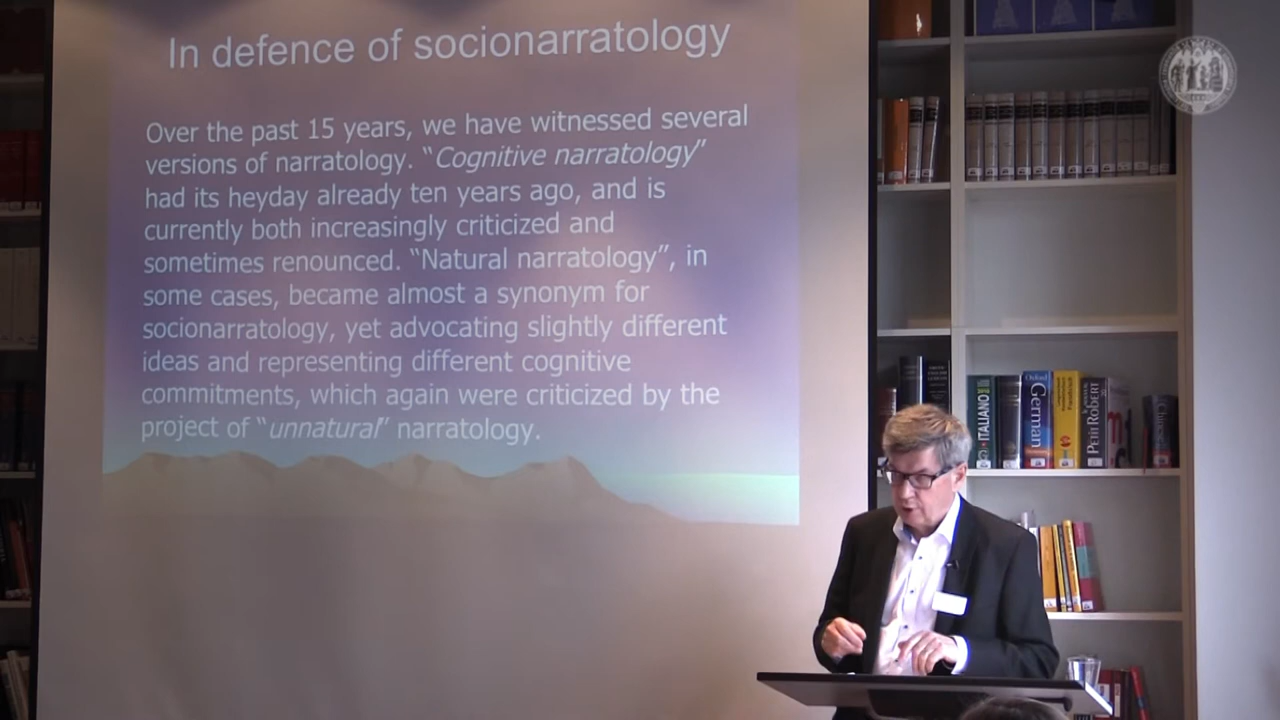 In defence of socionarratology
Over the past 15 years, we have witnessed several
versions of narratology. “Cognitive narratology”
had its heyday already ten years ago, and is
currently both increasingly criticized and
sometimes renounced. “Natural narratology”, in
some cases, became almost a synonym for
socionarratology, yet advocating slightly different
ideas and representing different cognitive
commitments, which again were criticized by the
project of “unnatural” narratology.
ITALIANO
Oxford
German
PETIT ROBERT